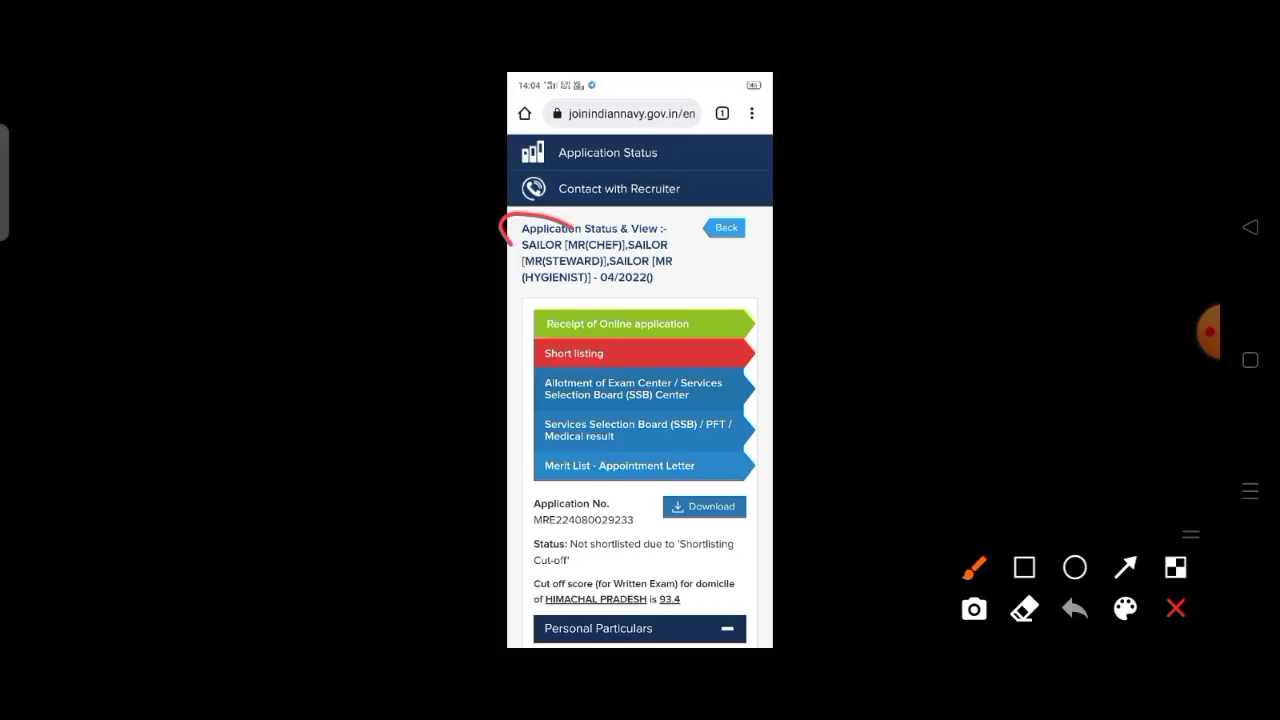 14:04
joinindiannavy.gov.in/en
1
Application Status
Contact with Recruiter
Application Status & View :-
SAILOR [MR(CHEF)],SAILOR
[MR(STEWARD)],SAILOR [MR
(HYGIENIST)] - 04/2022()
Back
Receipt of Online application
Short listing
Allotment of Exam Center / Services
Selection Board (SSB) Center
Services Selection Board (SSB) / PFT /
Medical result
Merit List - Appointment Letter
Application No.
MRE224080029233
Download
Status: Not shortlisted due to 'Shortlisting
Cut-off'
Cut off score (for Written Exam) for domicile
of HIMACHAL PRADESH is 93.4
Personal Particulars